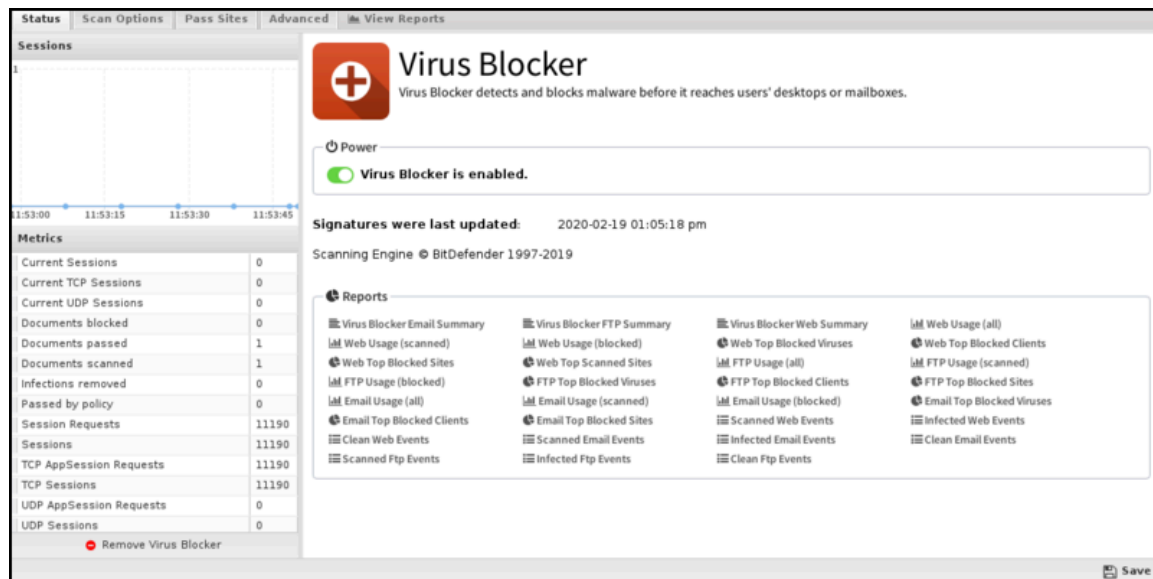 Status Scan Options Pass Sites Advanced View Reports
Sessions
1
11:53:00 11:53:15 11:53:30 11:53:45
Metrics
Current Sessions 0
Current TCP Sessions 0
Current UDP Sessions 0
Documents blocked 0
Documents passed 1
Documents scanned 1
Infections removed 0
Passed by policy 0
Session Requests 11190
Sessions 11190
TCP AppSession Requests 11190
TCP Sessions 11190
UDP AppSession Requests 0
UDP Sessions 0
Remove Virus Blocker
Virus Blocker
Virus Blocker detects and blocks malware before it reaches users' desktops or mailboxes.
Power
Virus Blocker is enabled.
Signatures were last updated: 2020-02-19 01:05:18 pm
Scanning Engine © BitDefender 1997-2019
Reports
Virus Blocker Email Summary Virus Blocker FTP Summary Virus Blocker Web Summary Web Usage (all)
Web Usage (scanned) Web Usage (blocked) Web Top Blocked Viruses Web Top Blocked Clients
Web Top Blocked Sites Web Top Scanned Sites FTP Usage (all) FTP Usage (scanned)
FTP Usage (blocked) FTP Top Blocked Viruses FTP Top Blocked Clients FTP Top Blocked Sites
Email Usage (all) Email Usage (scanned) Email Usage (blocked) Email Top Blocked Viruses
Email Top Blocked Clients Email Top Blocked Sites Scanned Web Events Infected Web Events
Clean Web Events Scanned Email Events Infected Email Events Clean Email Events
Scanned Ftp Events Infected Ftp Events Clean Ftp Events
Save